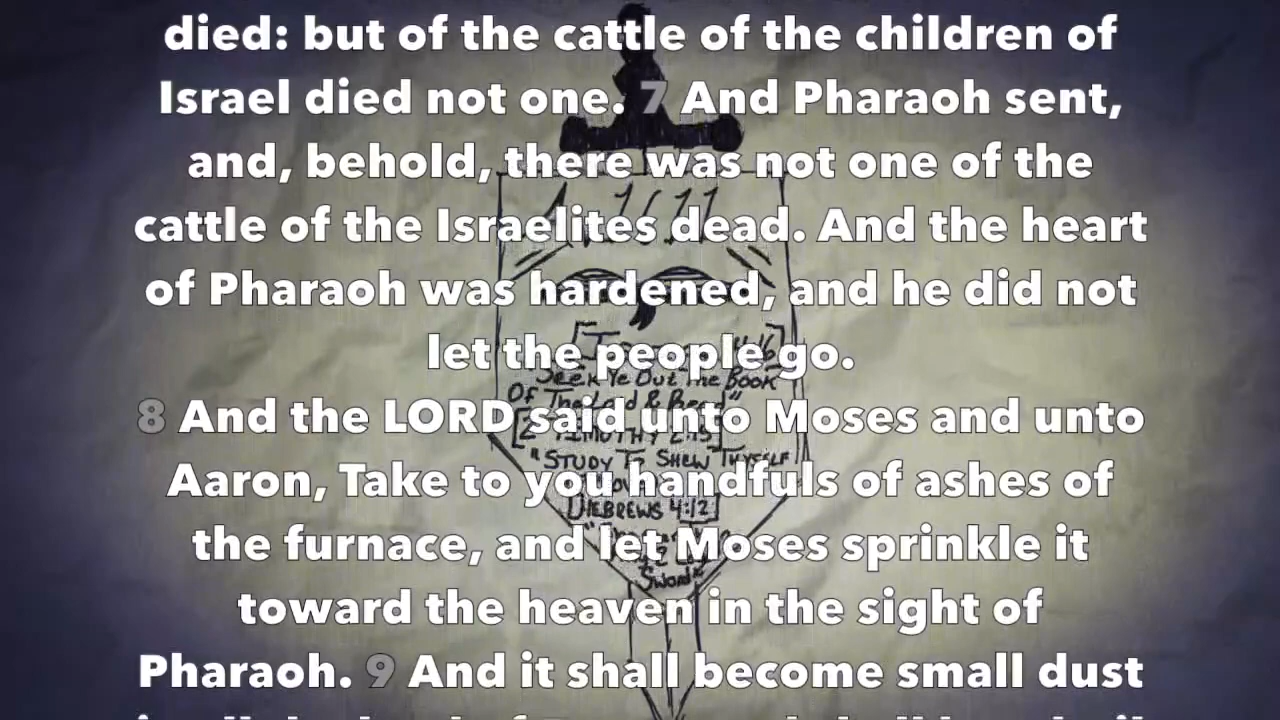 died: but of the cattle of the children of
Israel died not one. 7 And Pharaoh sent,
and, behold, there was not one of the
cattle of the Israelites dead. And the heart
of Pharaoh was hardened, and he did not
let the people go.
8 And the LORD said unto Moses and unto
Aaron, Take to you handfuls of ashes of
the furnace, and let Moses sprinkle it
toward the heaven in the sight of
Pharaoh. 9 And it shall become small dust
1611
Seek Ye Out The Book
Of The Lord & Read"
[2 TIMOTHY 2:15]
"STUDY To SHEW THYSELF
[HEBREWS 4:12]
Sword"